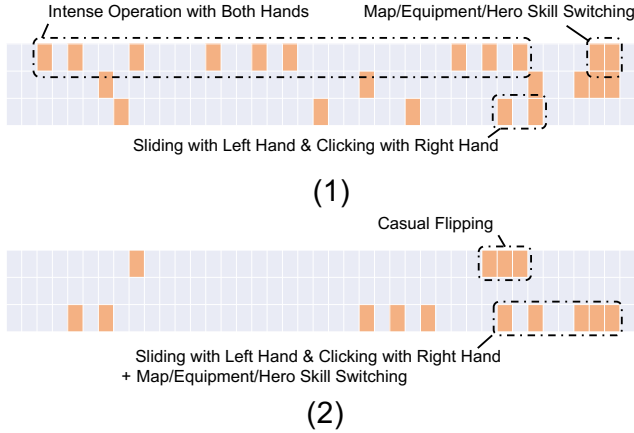 Intense Operation with Both Hands
Map/Equipment/Hero Skill Switching
Sliding with Left Hand & Clicking with Right Hand
(1)
Casual Flipping
Sliding with Left Hand & Clicking with Right Hand
+ Map/Equipment/Hero Skill Switching
(2)